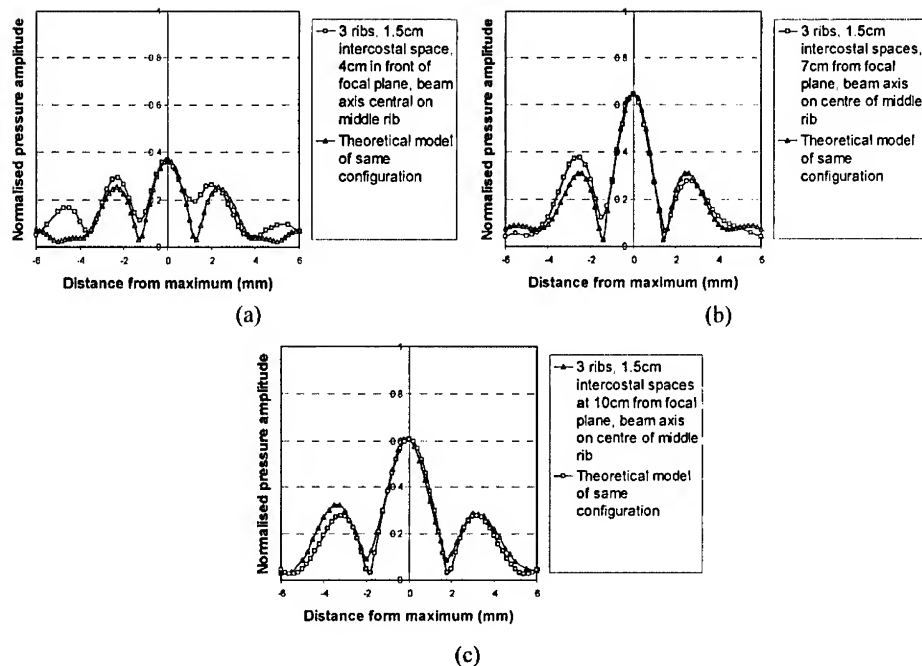 Normalised pressure amplitude
1
0.8
0.6
0.4
0.2
0
-6 -4 -2 0 2 4 6
Distance from maximum (mm)
3 ribs, 1.5cm
intercostal space,
4cm in front of
focal plane, beam
axis central on
middle rib
Theoretical model
of same
configuration
(a)
Normalised pressure amplitude
1
0.8
0.6
0.4
0.2
0
-6 -4 -2 0 2 4 6
Distance from maximum (mm)
3 ribs, 1.5cm
intercostal spaces,
7cm from focal
plane, beam axis
on centre of middle
rib
Theoretical model
of same
configuration
(b)
Normalised pressure amplitude
1
0.8
0.6
0.4
0.2
0
-6 -4 -2 0 2 4 6
Distance form maximum (mm)
3 ribs, 1.5cm
intercostal spaces
at 10cm from focal
plane, beam axis
on centre of middle
rib
Theoretical model
of same
configuration
(c)